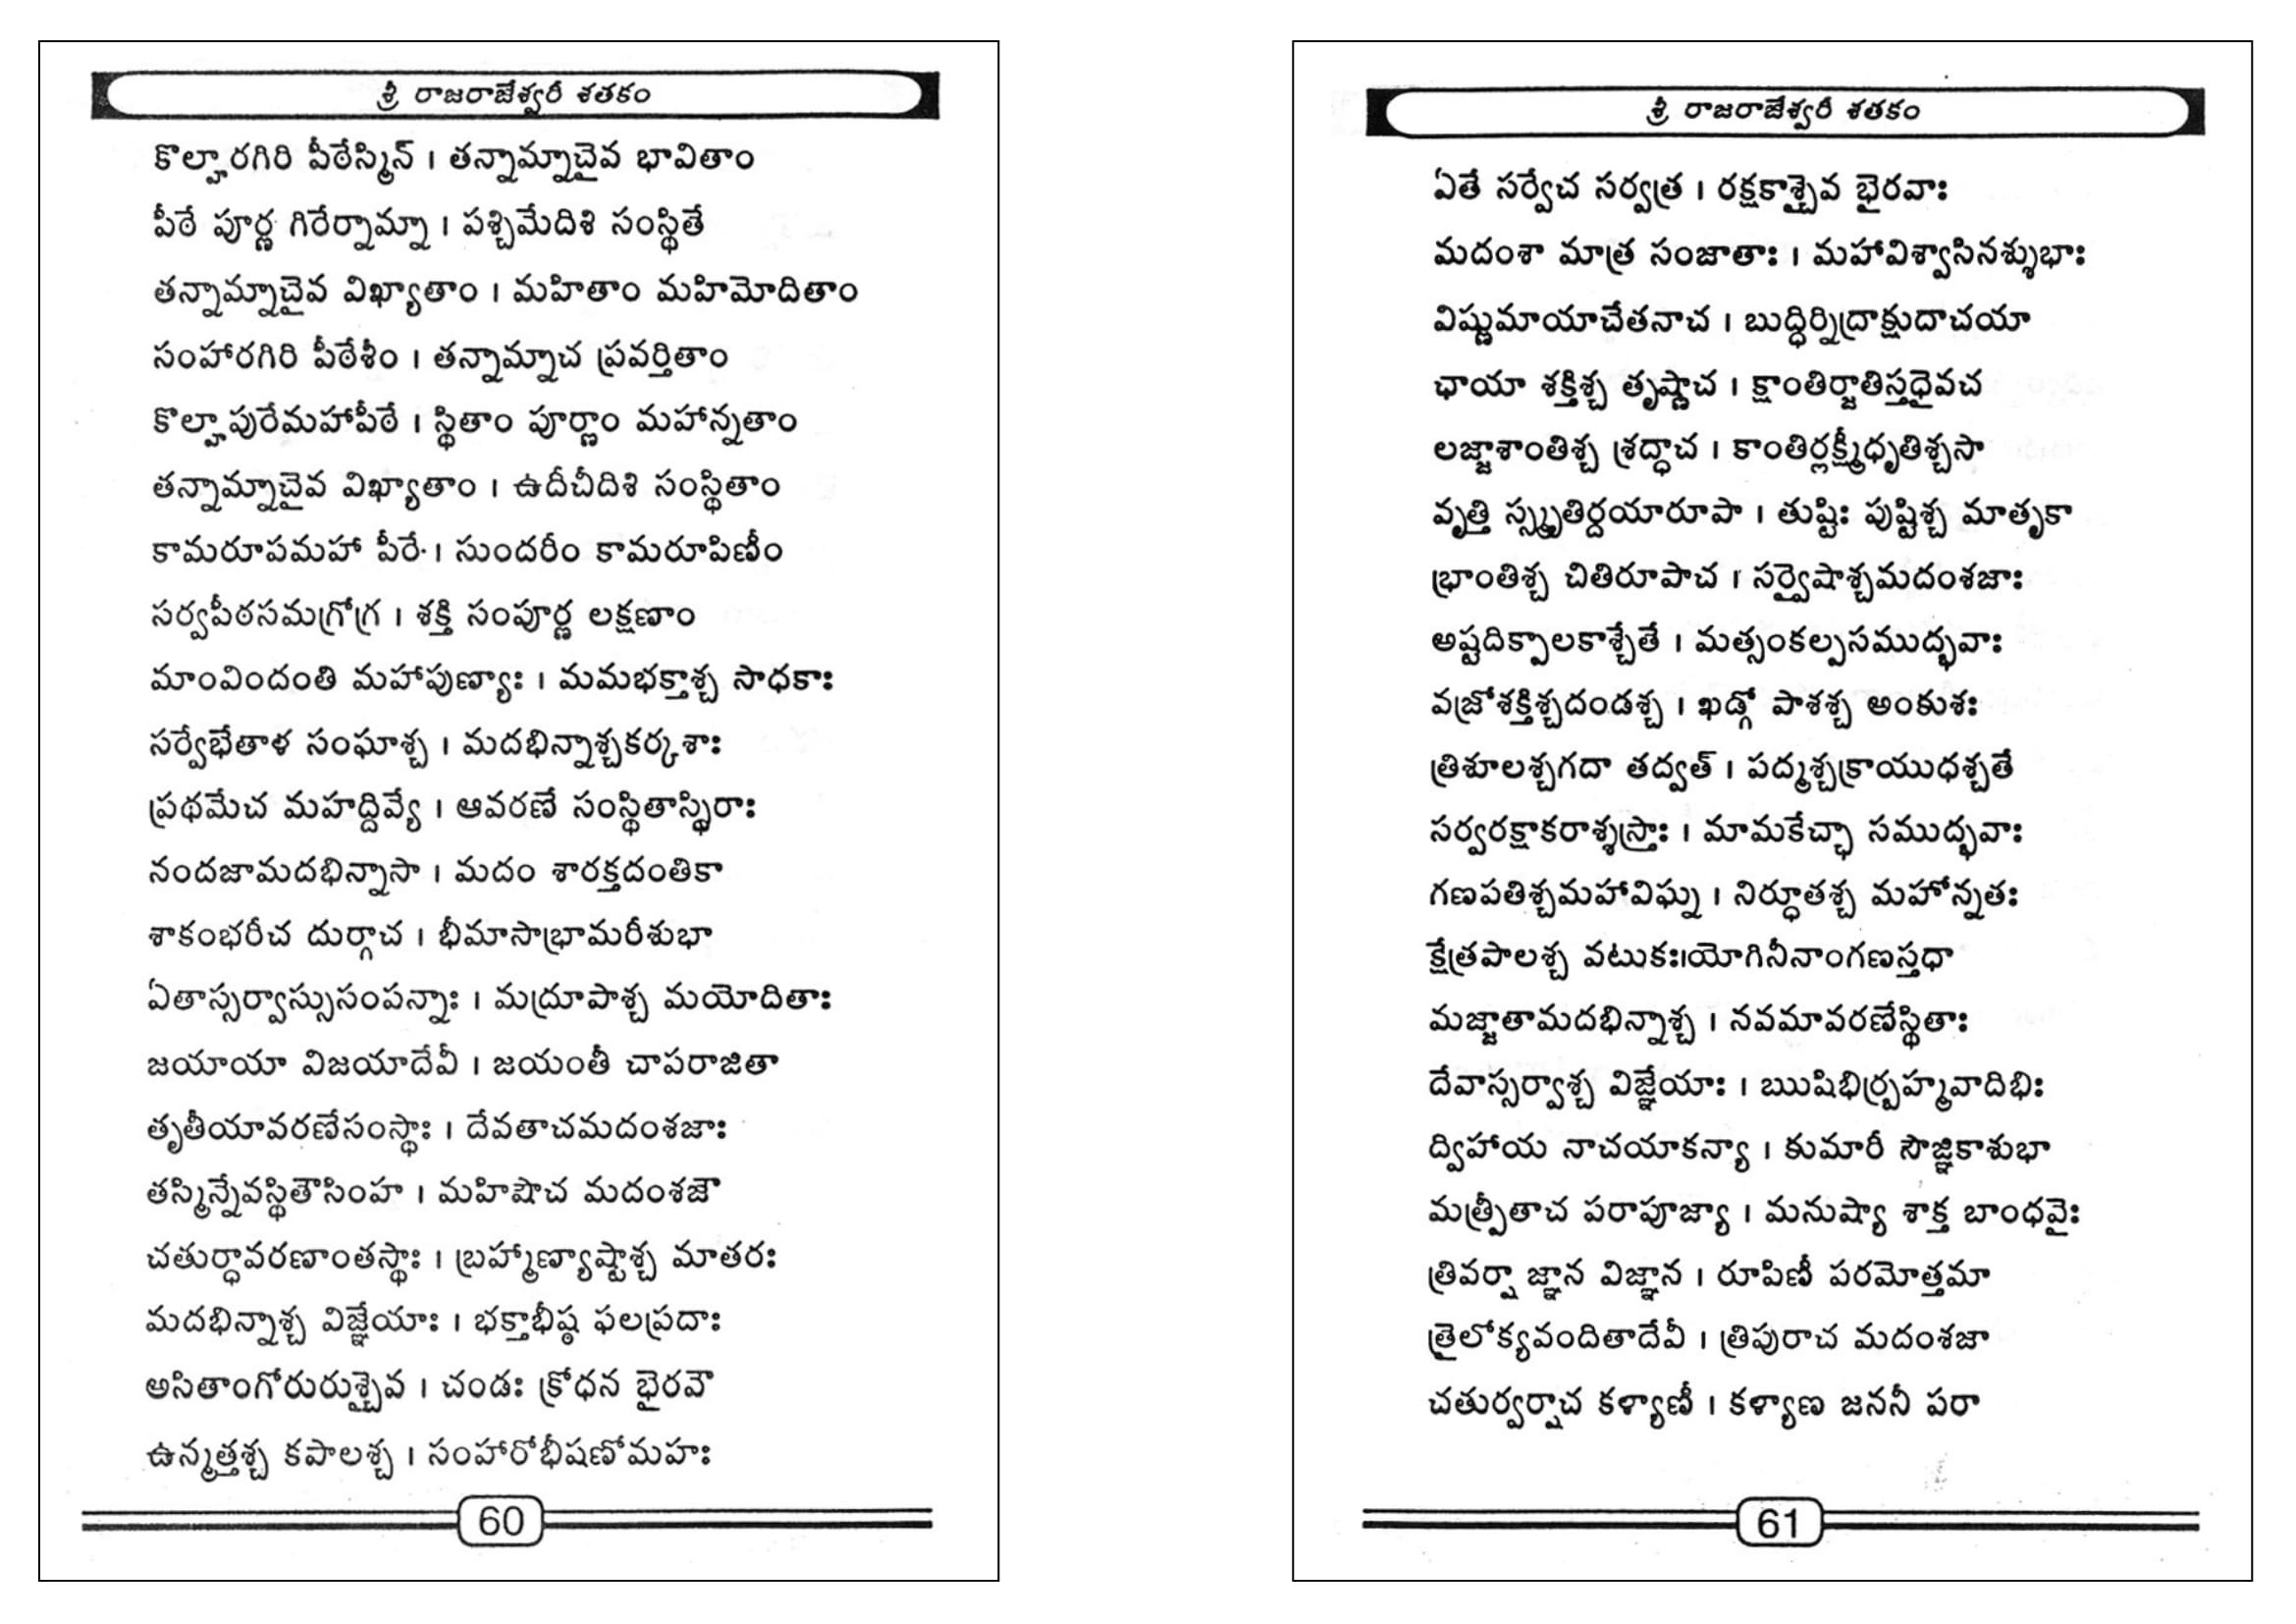 శ్రీ రాజరాజేశ్వరీ శతకం
కొల్హారగిరి పీఠేస్మిన్ । తన్నామ్నాచైవ భావితాం
పీఠే పూర్ణ గిరేర్నామ్నా । పశ్చిమేదిశి సంస్థితే
తన్నామ్నాచైవ విఖ్యాతాం । మహితాం మహిమోదితాం
సంహారగిరి పీఠేశీం । తన్నామ్నాచ ప్రవర్తితాం
కొల్హాపురేమహాపీఠే । స్థితాం పూర్ణాం మహాన్నతాం
తన్నామ్నాచైవ విఖ్యాతాం । ఉదీచీదిశి సంస్థితాం
కామరూపమహా పీఠే । సుందరీం కామరూపిణీం
సర్వపీఠసమగ్రోగ్ర । శక్తి సంపూర్ణ లక్షణాం
మాంవిందంతి మహాపుణ్యాః । మమభక్తాశ్చ సాధకాః
సర్వేభేతాళ సంఘాశ్చ । మదభిన్నాశ్చకర్కశాః
ప్రథమేచ మహద్దివ్యే । ఆవరణే సంస్థితాస్థిరాః
నందజామదభిన్నాసా । మదం శారక్తదంతికా
శాకంభరీచ దుర్గాచ । భీమాసాభ్రామరీశుభా
ఏతాస్సర్వాస్సుసంపన్నాః । మద్రూపాశ్చ మయోదితాః
జయాయా విజయాదేవీ । జయంతీ చాపరాజితా
తృతీయావరణేసంస్థాః । దేవతాచమదంశజాః
తస్మిన్నేవస్థితౌసింహ । మహిషౌచ మదంశజౌ
చతుర్ధావరణాంతస్థాః । బ్రహ్మాణ్యాష్టాశ్చ మాతరః
మదభిన్నాశ్చ విజ్ఞేయాః । భక్తాభీష్ఠ ఫలప్రదాః
అసితాంగోరురుశ్చైవ । చండః క్రోధన భైరవౌ
ఉన్మత్తశ్చ కపాలశ్చ । సంహారోభీషణోమహః
60
శ్రీ రాజరాజేశ్వరీ శతకం
ఏతే సర్వేచ సర్వత్ర । రక్షకాశ్చైవ భైరవాః
మదంశా మాత్ర సంజాతాః । మహావిశ్వాసినశ్శుభాః
విష్ణుమాయాచేతనాచ । బుద్ధిర్నిద్రాక్షుదాచయా
ఛాయా శక్తిశ్చ తృష్ణాచ । క్షాంతిర్జాతిస్తధైవచ
లజ్జాశాంతిశ్చ శ్రద్ధాచ । కాంతిర్లక్ష్మీధృతిశ్చసా
వృత్తి స్స్మృతిర్దయారూపా । తుష్టిః పుష్టిశ్చ మాతృకా
భ్రాంతిశ్చ చితిరూపాచ । సర్వైషాశ్చమదంశజాః
అష్టదిక్పాలకాశ్చేతే । మత్సంకల్పసముద్భవాః
వజ్రోశక్తిశ్చదండశ్చ । ఖడ్గో పాశశ్చ అంకుశః
త్రిశూలశ్చగదా తద్వత్ । పద్మశ్చక్రాయుధశ్చతే
సర్వరక్షాకరాశ్శస్త్రాః । మామకేచ్ఛా సముద్భవాః
గణపతిశ్చమహావిఘ్న । నిర్ధూతశ్చ మహోన్నతః
క్షేత్రపాలశ్చ వటుకః।యోగినీనాంగణస్తధా
మజ్జాతామదభిన్నాశ్చ । నవమావరణేస్థితాః
దేవాస్సర్వాశ్చ విజ్ఞేయాః । ఋషిభిర్బ్రహ్మవాదిభిః
ద్విహాయ నాచయాకన్యా । కుమారీ సౌజ్ఞికాశుభా
మత్ప్రీతాచ పరాపూజ్యా । మనుష్యా శాక్త బాంధవైః
త్రివర్షా జ్ఞాన విజ్ఞాన । రూపిణీ పరమోత్తమా
త్రైలోక్యవందితాదేవీ । త్రిపురాచ మదంశజా
చతుర్వర్షాచ కళ్యాణీ । కళ్యాణ జననీ పరా
61